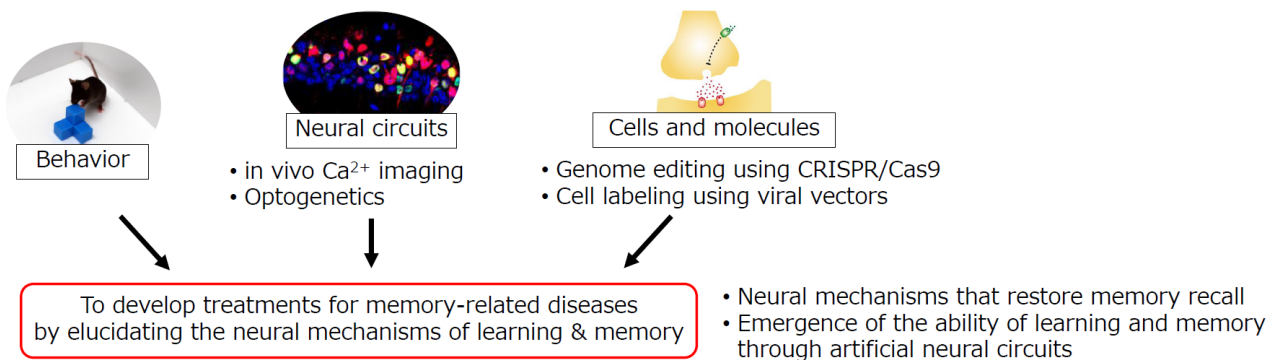 Behavior
Neural circuits
• in vivo Ca²⁺ imaging
• Optogenetics
Cells and molecules
• Genome editing using CRISPR/Cas9
• Cell labeling using viral vectors
To develop treatments for memory-related diseases
by elucidating the neural mechanisms of learning & memory
• Neural mechanisms that restore memory recall
• Emergence of the ability of learning and memory
through artificial neural circuits